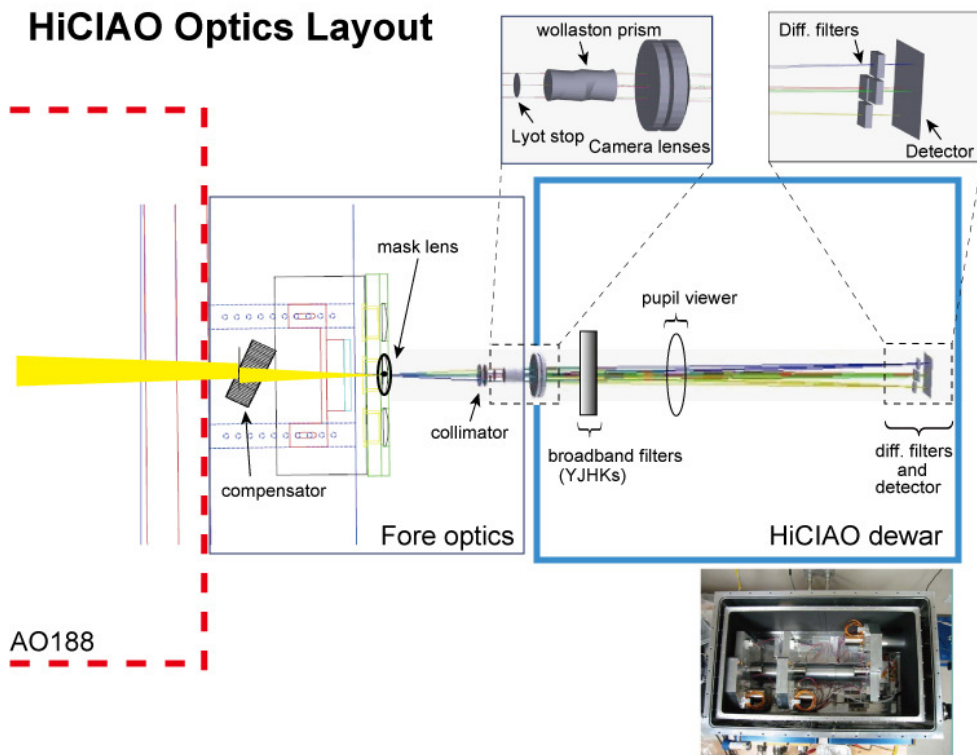 HiCIAO Optics Layout
wollaston prism
Lyot stop
Camera lenses
Diff. filters
Detector
mask lens
pupil viewer
collimator
compensator
broadband filters
(YJHKs)
diff. filters
and
detector
Fore optics
HiCIAO dewar
AO188